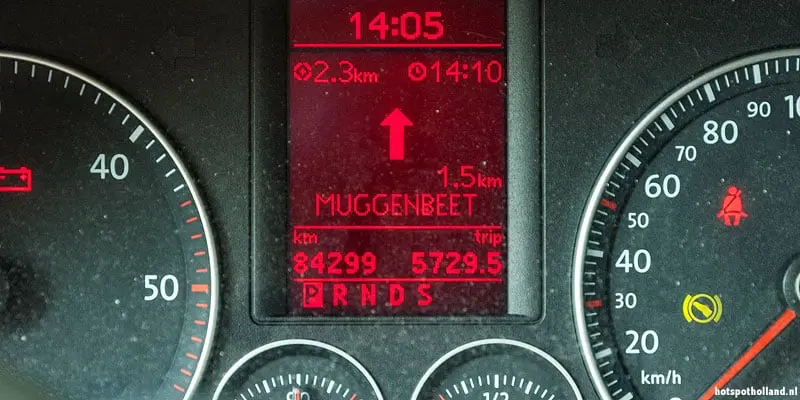 14:05
2.3km 14:10
1.5km
MUGGENBEET
km trip
84299 5729.5
P R N D S
40
50
1/2
20
30
40
50
60
70
80
90
km/h
hotspotholland.nl